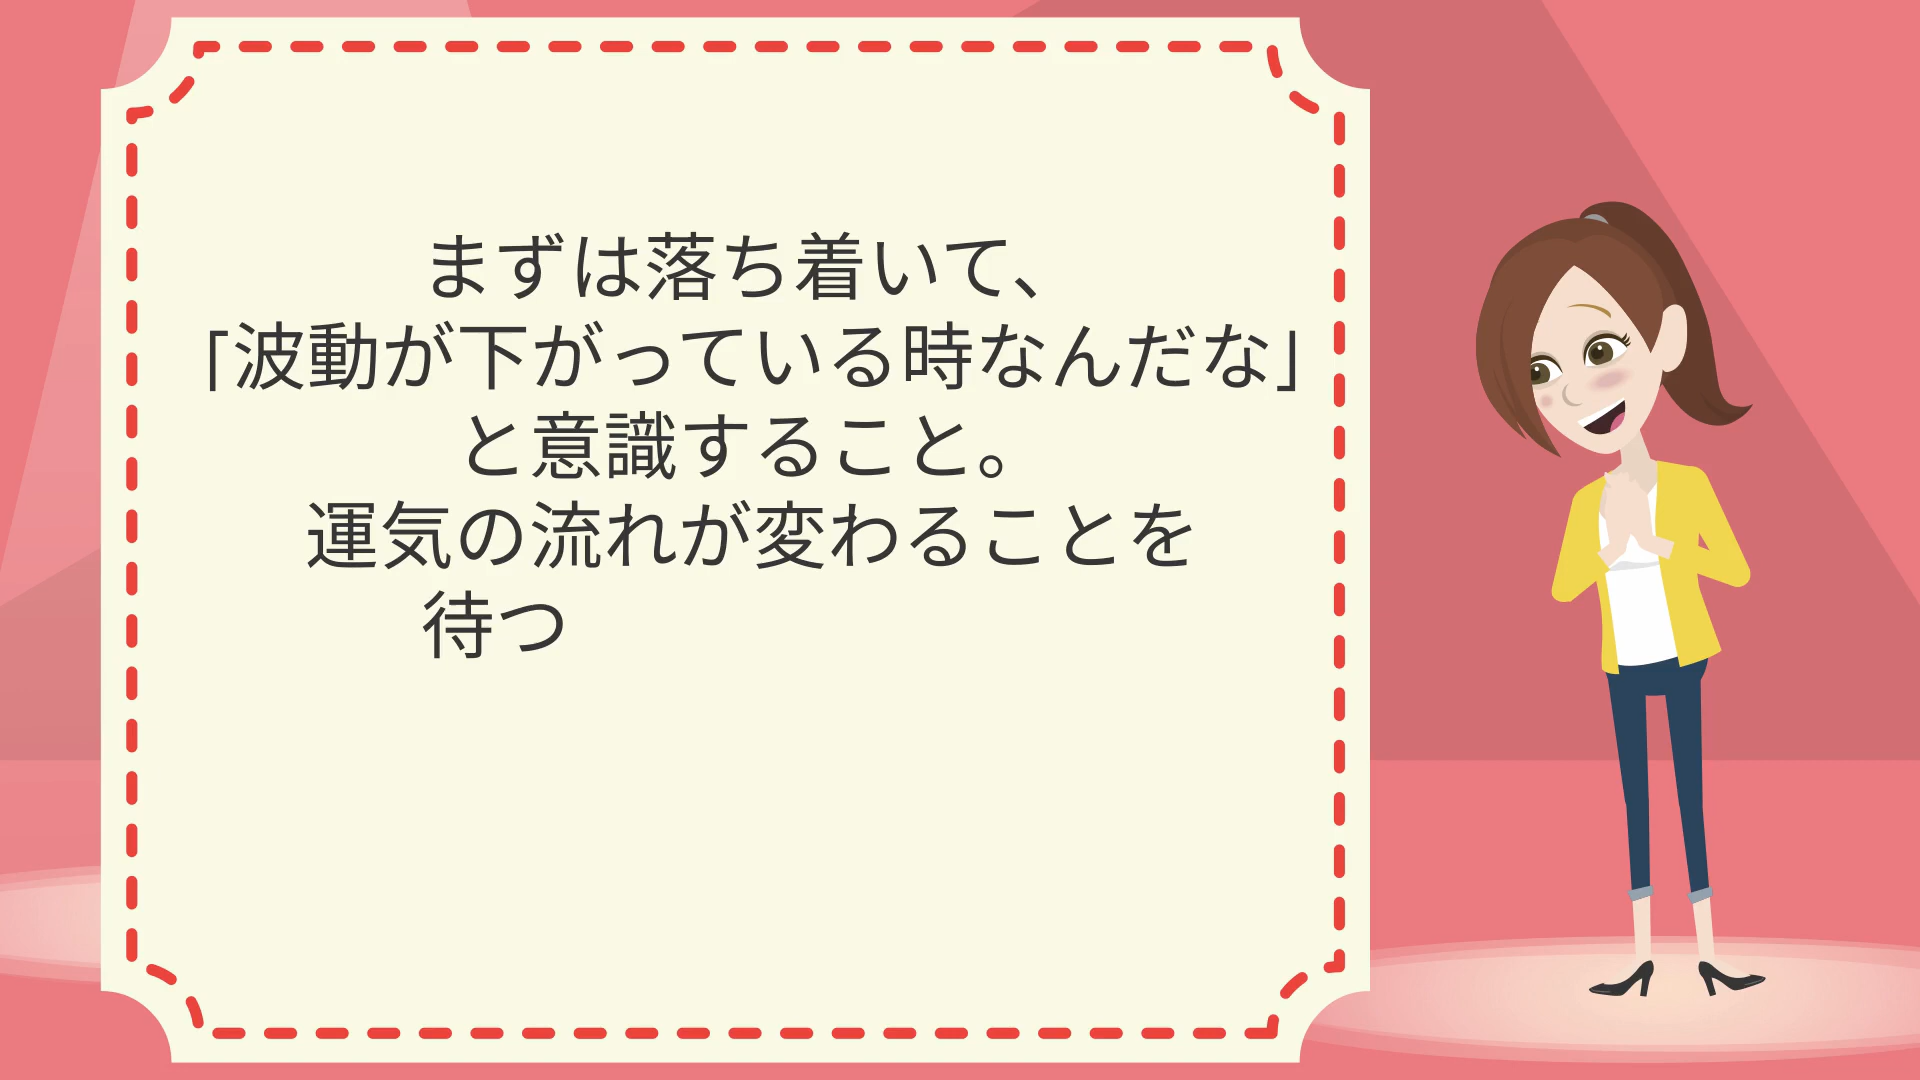 まずは落ち着いて、
「波動が下がっている時なんだな」
と意識すること。
運気の流れが変わることを
待つ